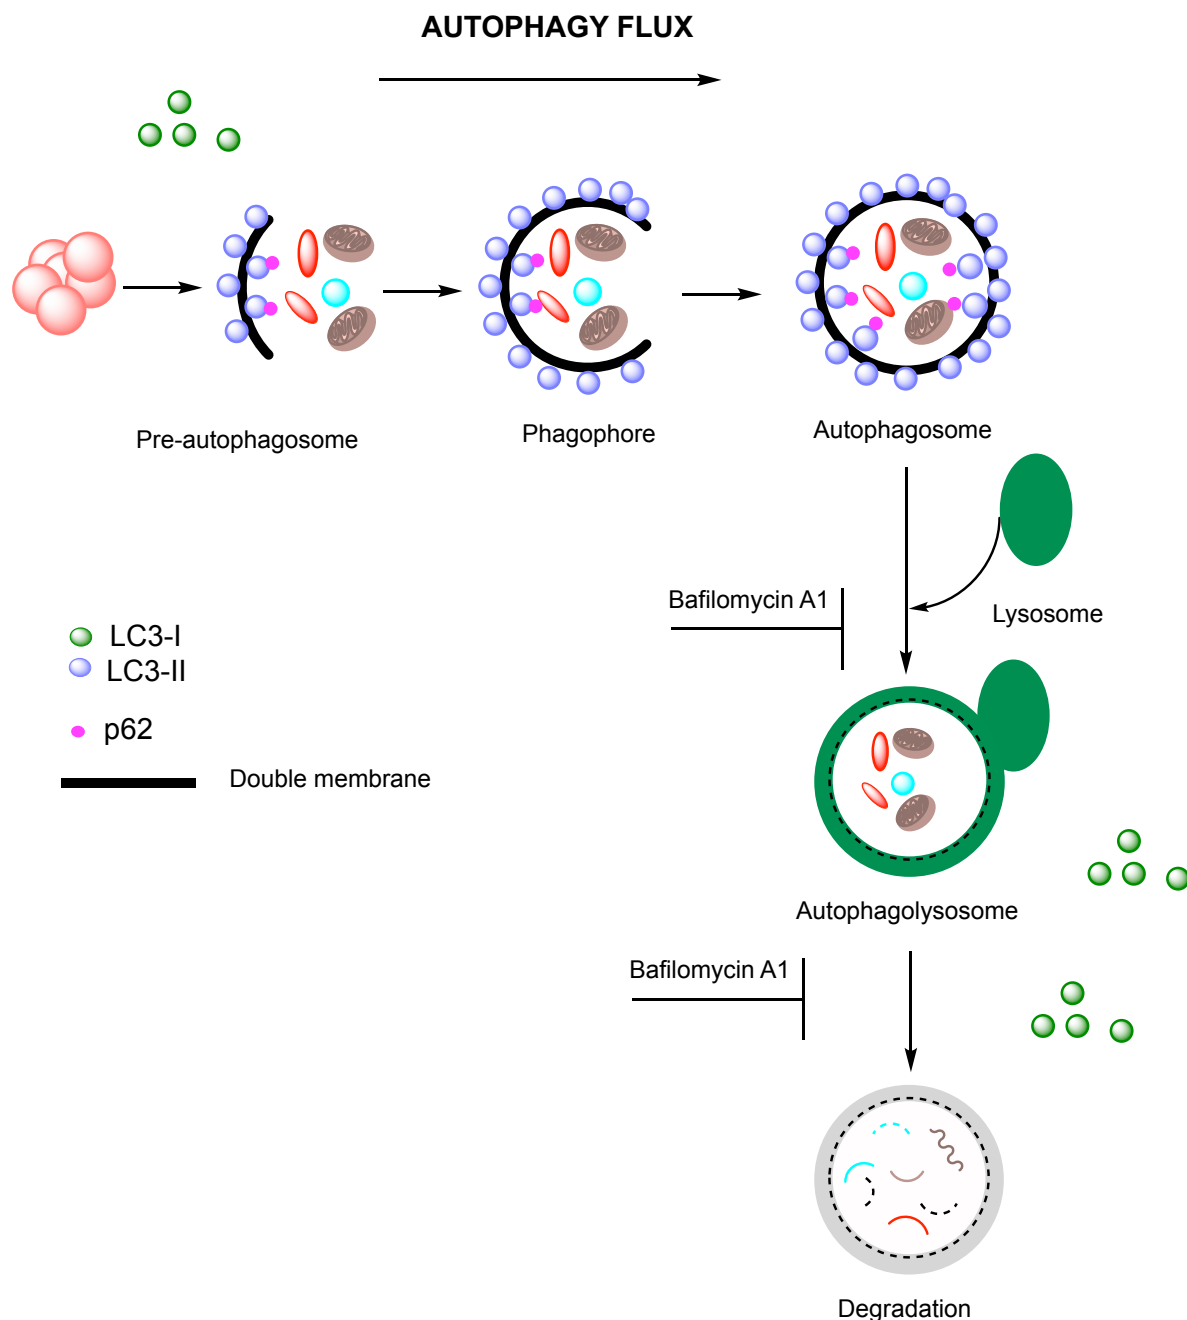 AUTOPHAGY FLUX
Pre-autophagosome
Phagophore
Autophagosome
Bafilomycin A1
Lysosome
LC3-I
LC3-II
p62
Double membrane
Autophagolysosome
Bafilomycin A1
Degradation